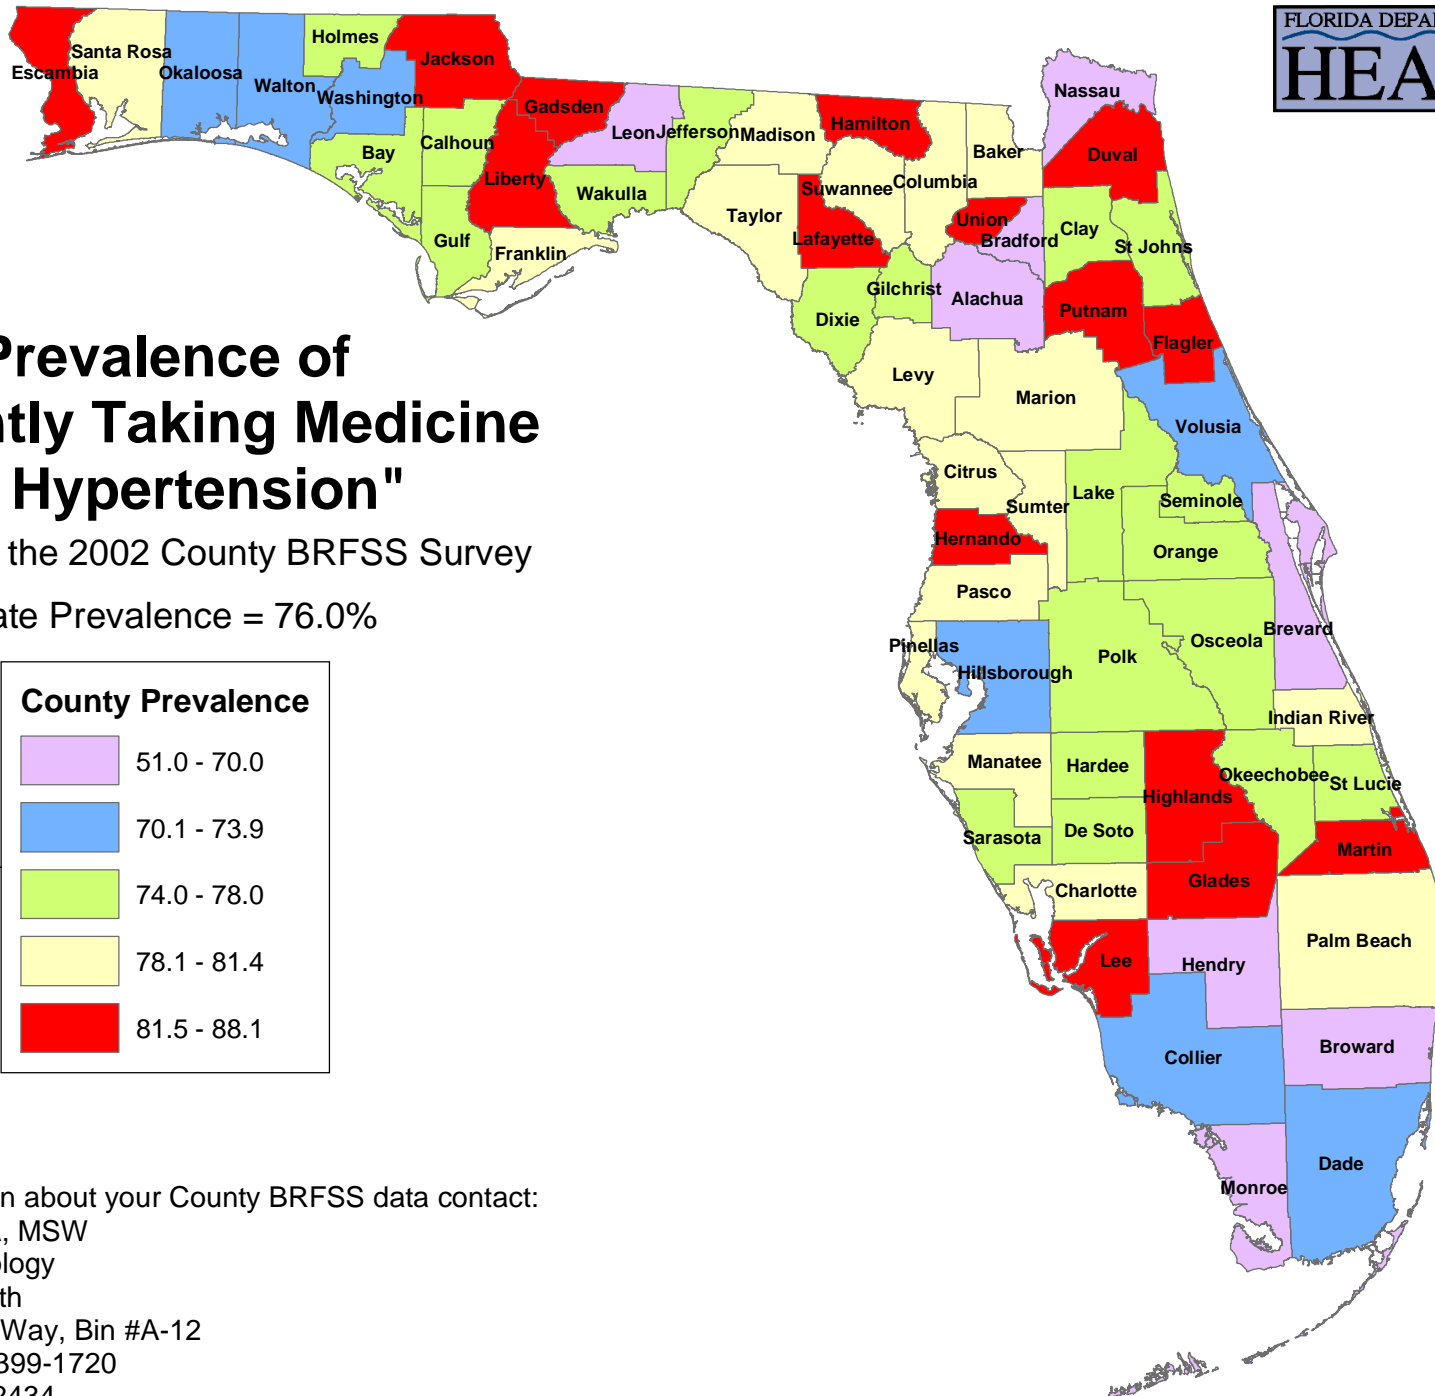 FLORIDA DEPA
HEA
Holmes
Santa Rosa
Jackson
Escambia
Okaloosa
Walton
Washington
Nassau
Gadsden
Leon
Jefferson
Madison
Hamilton
Calhoun
Bay
Baker
Duval
Liberty
Wakulla
Suwannee
Columbia
Taylor
Union
Bradford
Clay
St Johns
Gulf
Franklin
Lafayette
Gilchrist
Alachua
Dixie
Putnam
Flagler
Prevalence of
ntly Taking Medicine
Hypertension"
the 2002 County BRFSS Survey
ate Prevalence = 76.0%
Levy
Marion
Volusia
Citrus
Sumter
Lake
Seminole
Hernando
Orange
Pasco
Pinellas
Hillsborough
Polk
Osceola
Brevard
Indian River
Manatee
Hardee
Highlands
Okeechobee
St Lucie
Sarasota
De Soto
Martin
Charlotte
Glades
Lee
Hendry
Palm Beach
Collier
Broward
Dade
Monroe
County Prevalence
51.0 - 70.0
70.1 - 73.9
74.0 - 78.0
78.1 - 81.4
81.5 - 88.1
n about your County BRFSS data contact:
, MSW
ology
th
Way, Bin #A-12
399-1720
2434